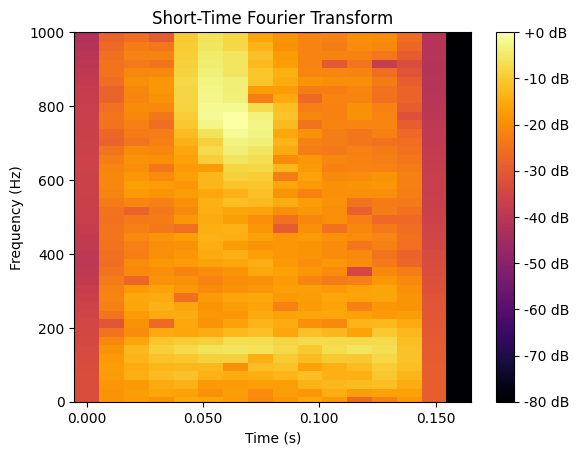 Short-Time Fourier Transform
1000
800
600
400
200
0
Frequency (Hz)
0.000
0.050
0.100
0.150
Time (s)
+0 dB
-10 dB
-20 dB
-30 dB
-40 dB
-50 dB
-60 dB
-70 dB
-80 dB